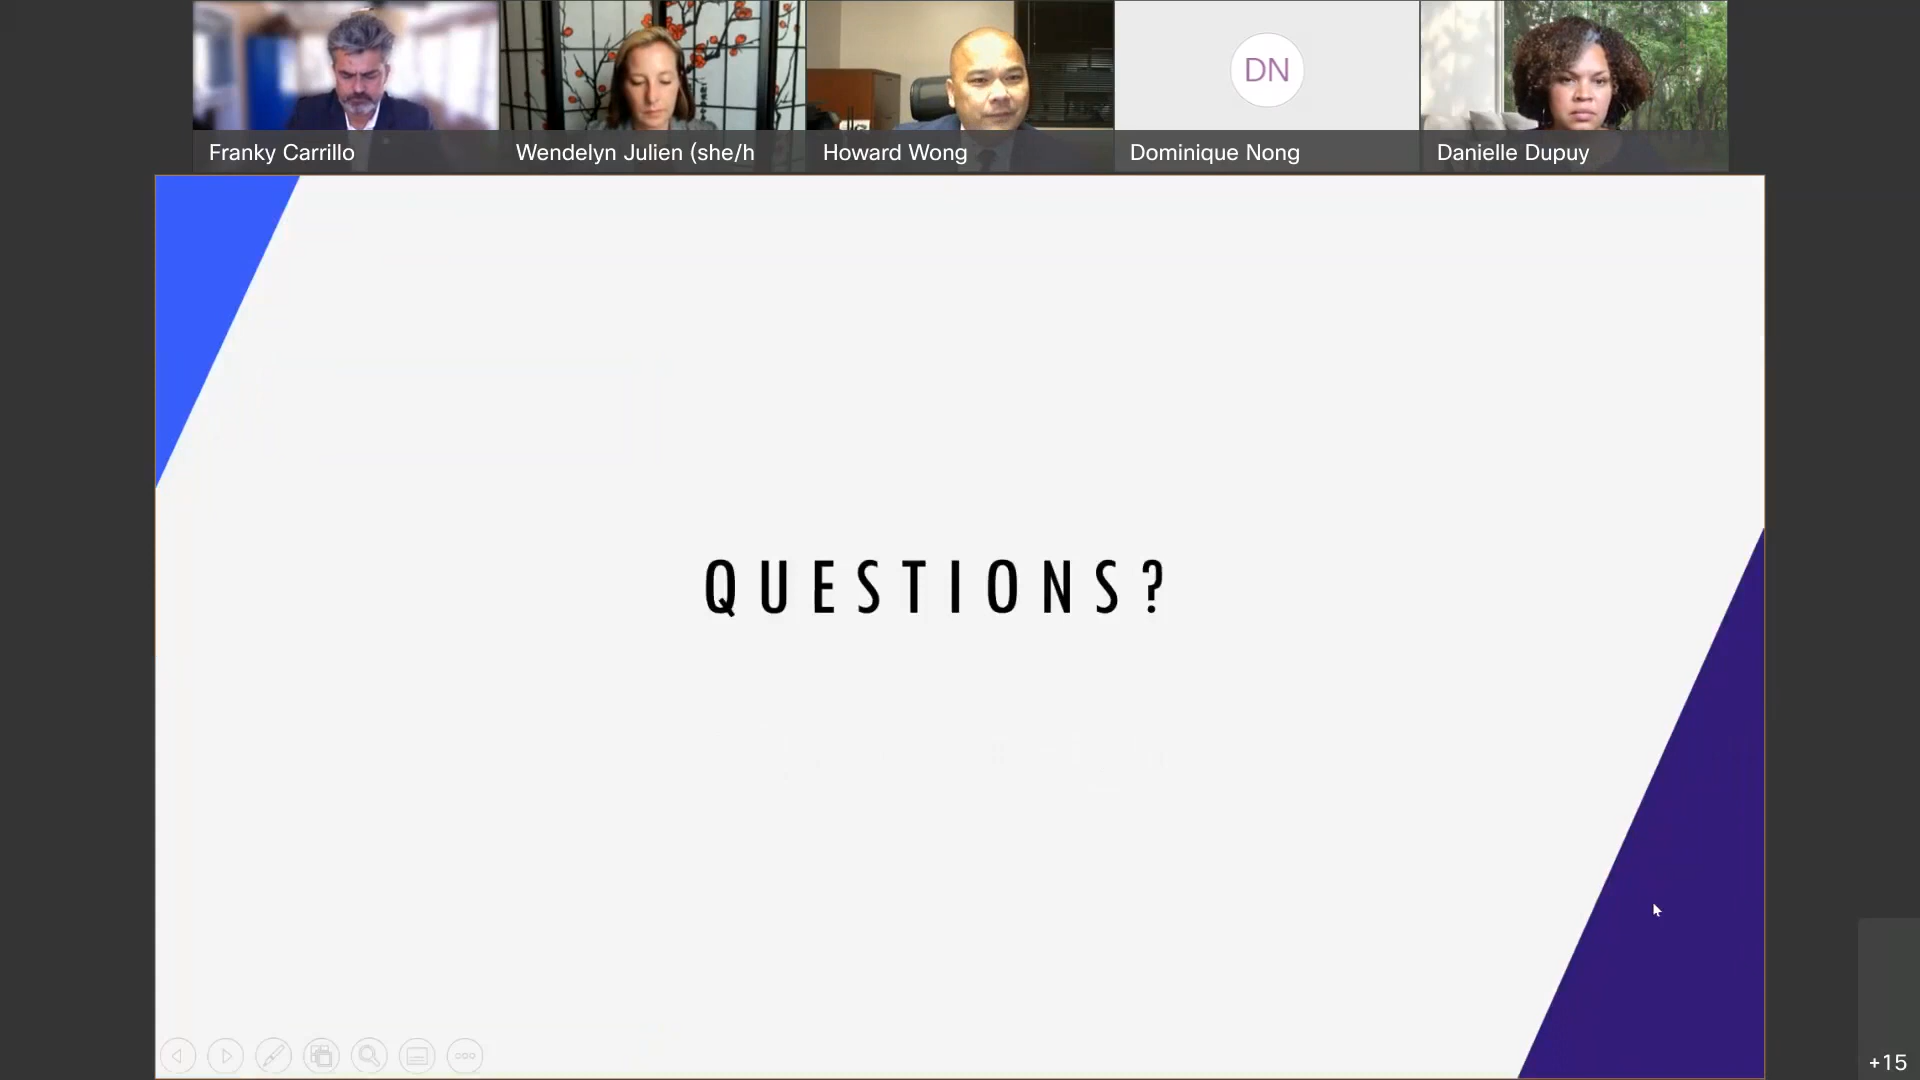 Franky Carrillo
Wendelyn Julien (she/h
Howard Wong
DN
Dominique Nong
Danielle Dupuy
QUESTIONS?
+15